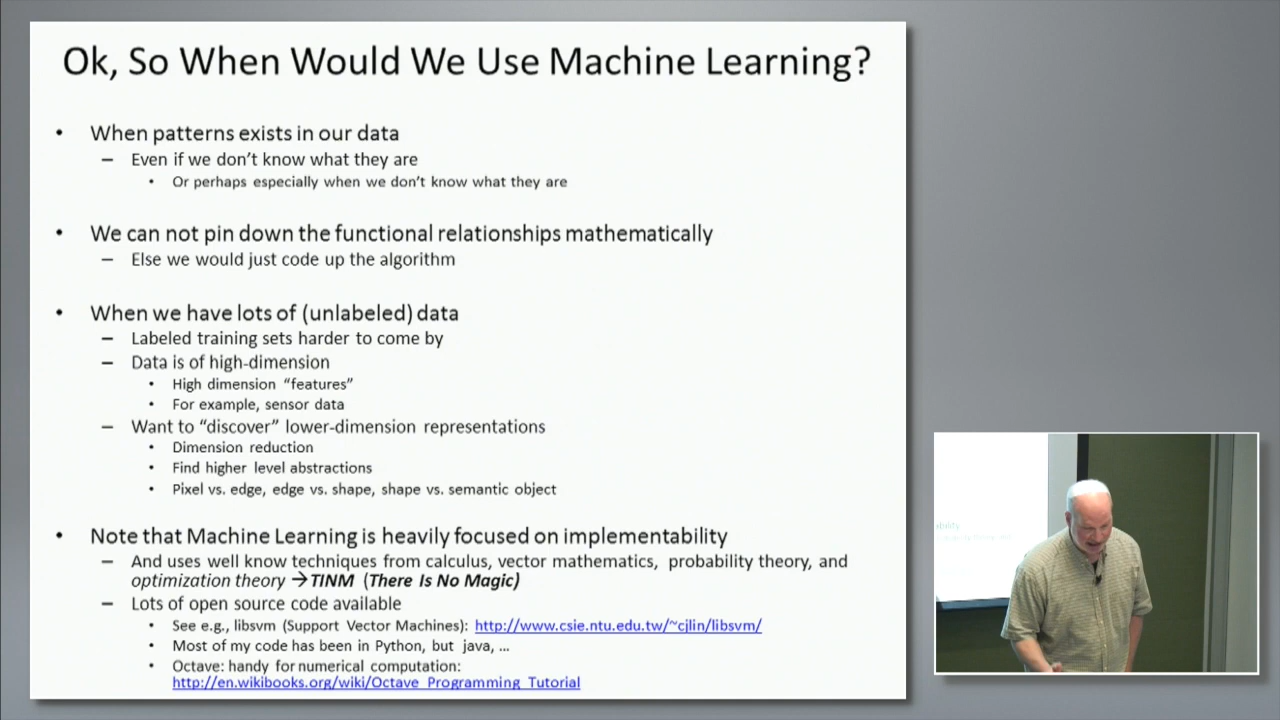 Ok, So When Would We Use Machine Learning?
• When patterns exists in our data
– Even if we don't know what they are
• Or perhaps especially when we don't know what they are
• We can not pin down the functional relationships mathematically
– Else we would just code up the algorithm
• When we have lots of (unlabeled) data
– Labeled training sets harder to come by
– Data is of high-dimension
• High dimension "features"
• For example, sensor data
– Want to "discover" lower-dimension representations
• Dimension reduction
• Find higher level abstractions
• Pixel vs. edge, edge vs. shape, shape vs. semantic object
• Note that Machine Learning is heavily focused on implementability
– And uses well know techniques from calculus, vector mathematics, probability theory, and
optimization theory →TINM (There Is No Magic)
– Lots of open source code available
• See e.g., libsvm (Support Vector Machines): http://www.csie.ntu.edu.tw/~cjlin/libsvm/
• Most of my code has been in Python, but java, ...
• Octave: handy for numerical computation:
http://en.wikibooks.org/wiki/Octave_Programming_Tutorial